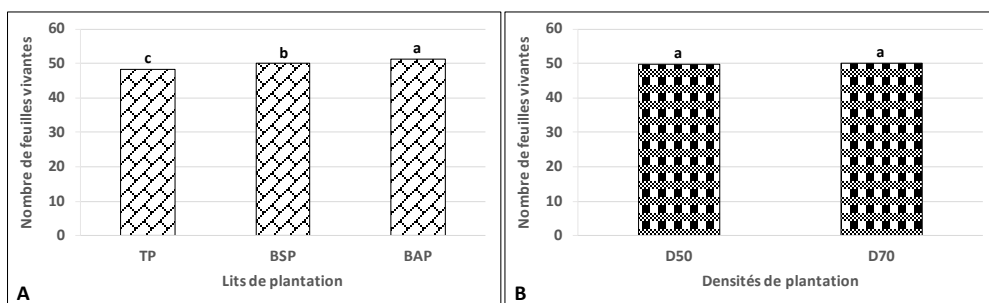 Nombre de feuilles vivantes
60
50
40
30
20
10
0
c
b
a
TP
BSP
BAP
Lits de plantation
A
Nombre de feuilles vivantes
60
50
40
30
20
10
0
a
a
D50
D70
Densités de plantation
B